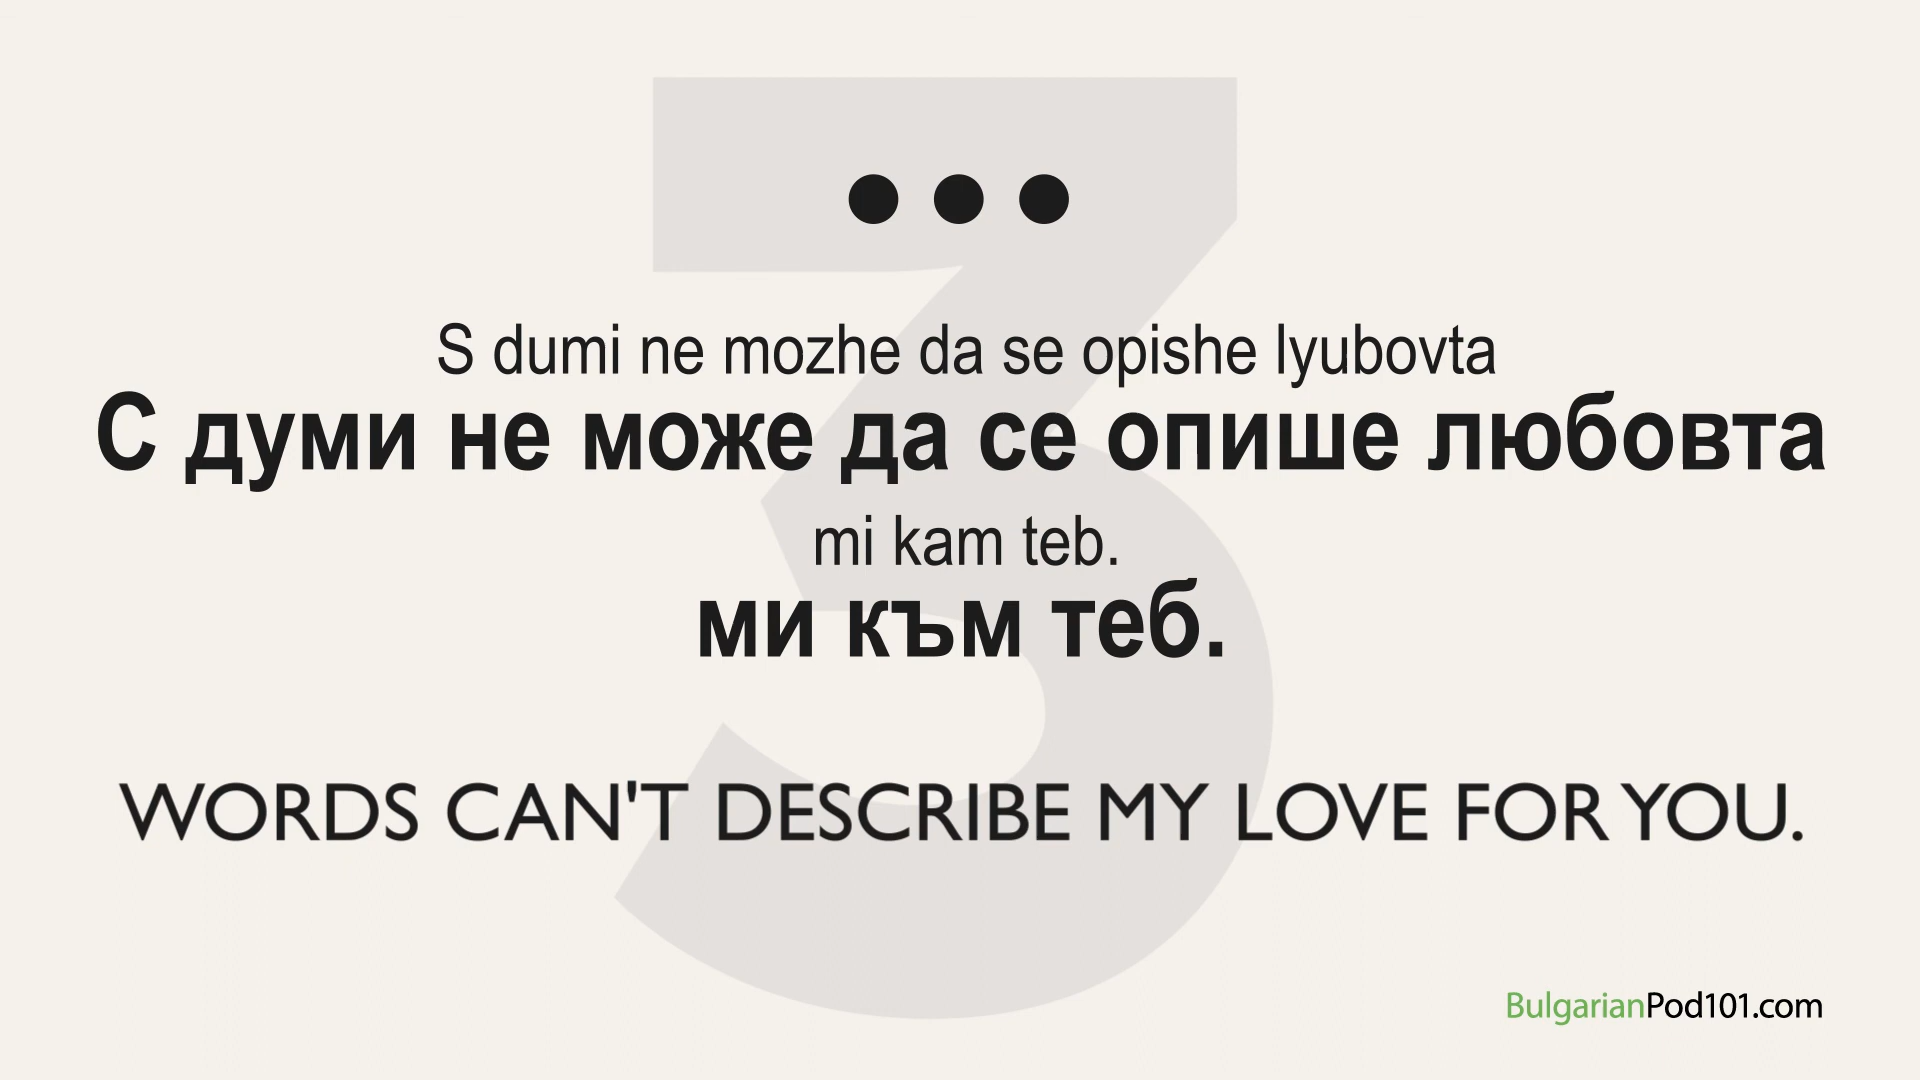 3
• • •
S dumi ne mozhe da se opishe lyubovta
С думи не може да се опише любовта
mi kam teb.
ми към теб.
WORDS CAN'T DESCRIBE MY LOVE FOR YOU.
BulgarianPod101.com